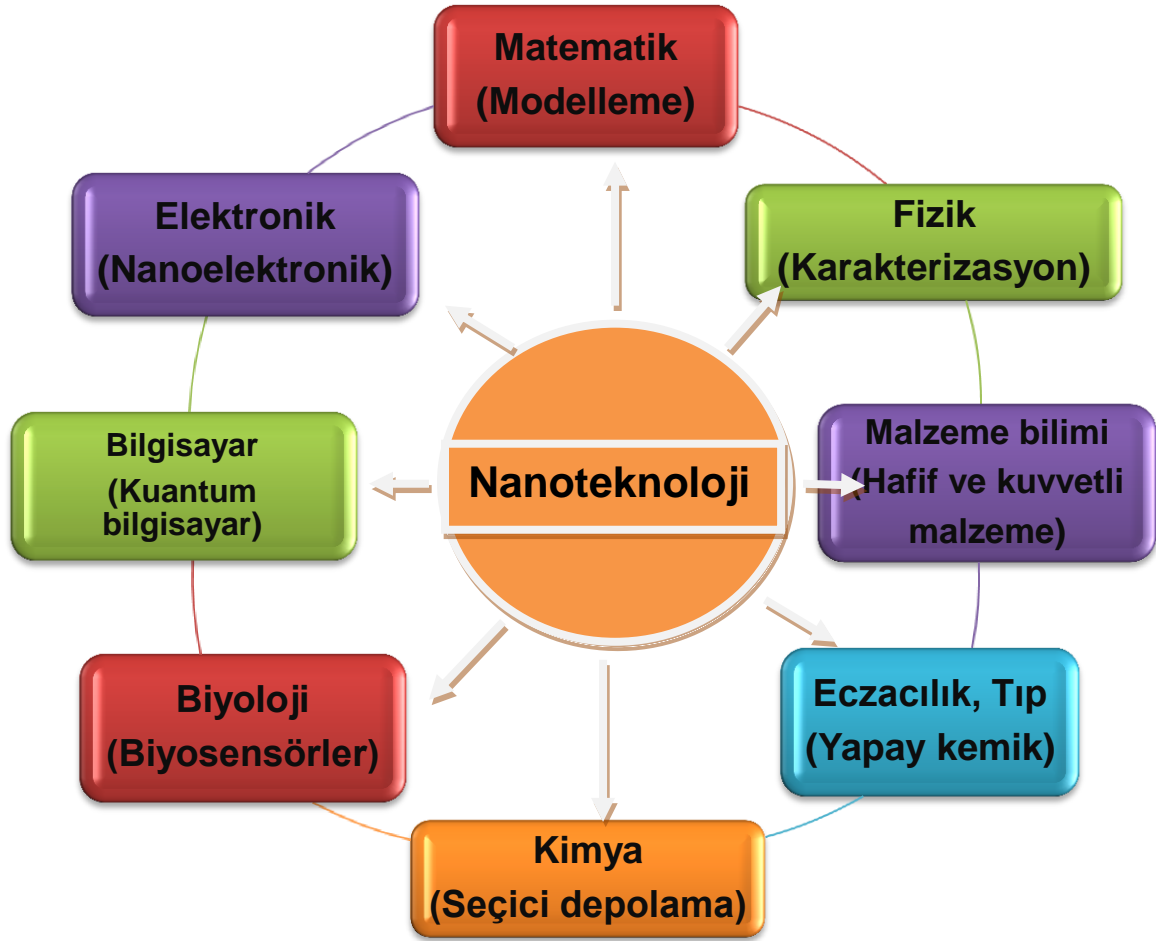 Matematik
(Modelleme)
Elektronik
(Nanoelektronik)
Fizik
(Karakterizasyon)
Bilgisayar
(Kuantum
bilgisayar)
Nanoteknoloji
Malzeme bilimi
(Hafif ve kuvvetli
malzeme)
Biyoloji
(Biyosensörler)
Eczacılık, Tıp
(Yapay kemik)
Kimya
(Seçici depolama)